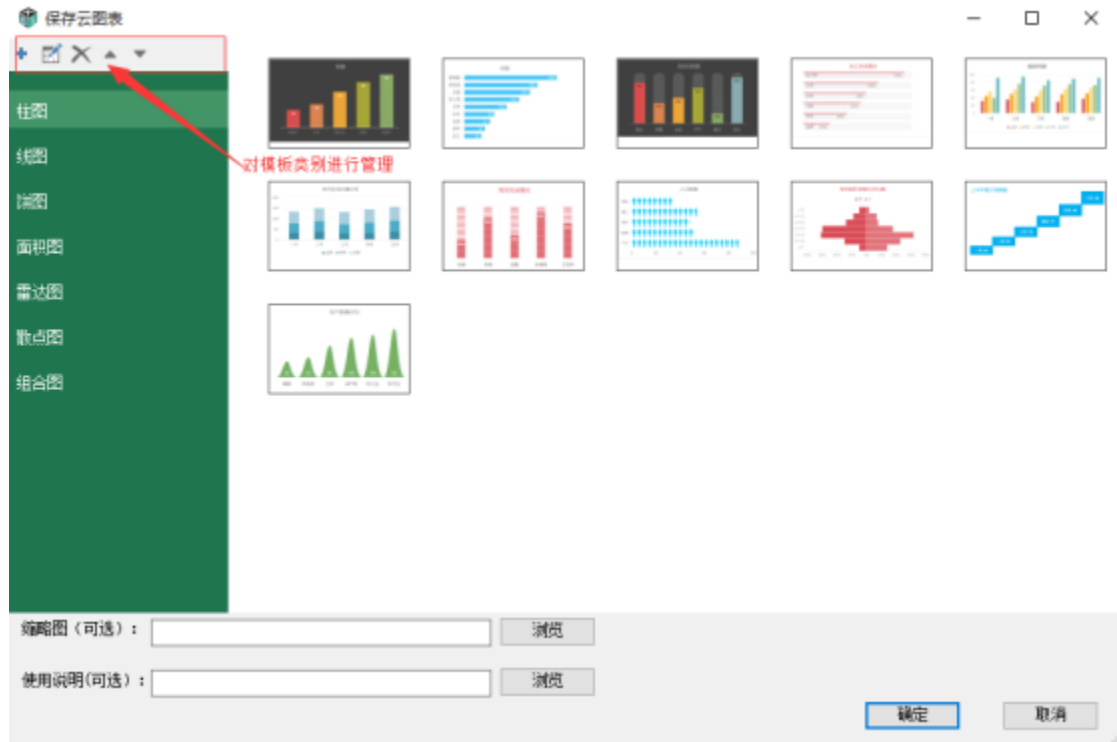 保存云图表
柱图
线图
饼图
面积图
雷达图
散点图
组合图
对模板类别进行管理
缩略图（可选）：
浏览
使用说明(可选）：
浏览
确定
取消